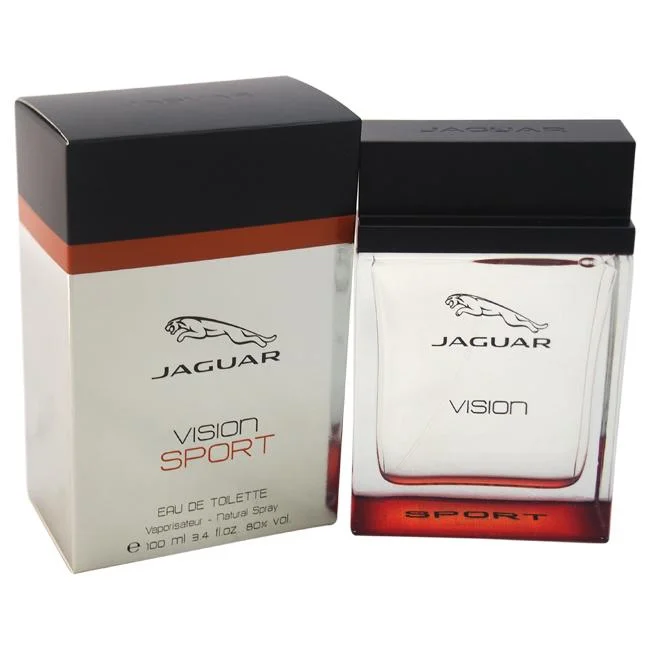 JAGUAR
JAGUAR
VISION
SPORT
EAU DE TOILETTE
Vaporisateur - Natural Spray
e 100 ml 3.4 fl.oz. 80% vol.
JAGUAR
JAGUAR
VISION
SPORT